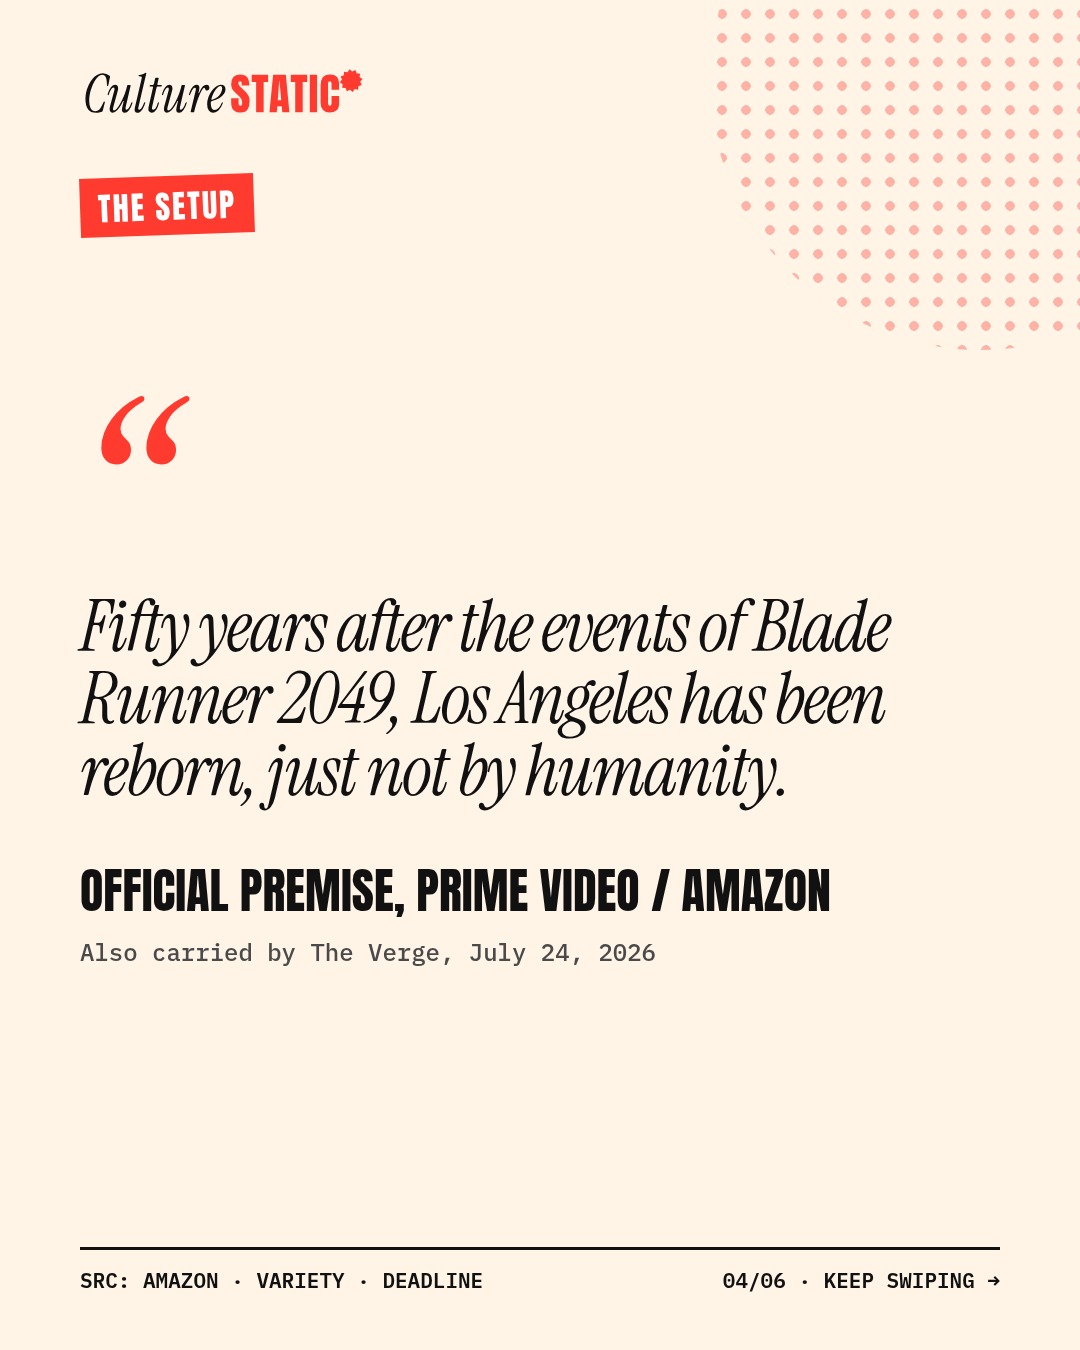 Culture STATIC
THE SETUP
“
Fifty years after the events of Blade
Runner 2049, Los Angeles has been
reborn, just not by humanity.
OFFICIAL PREMISE, PRIME VIDEO / AMAZON
Also carried by The Verge, July 24, 2026
SRC: AMAZON · VARIETY · DEADLINE
04/06 · KEEP SWIPING →